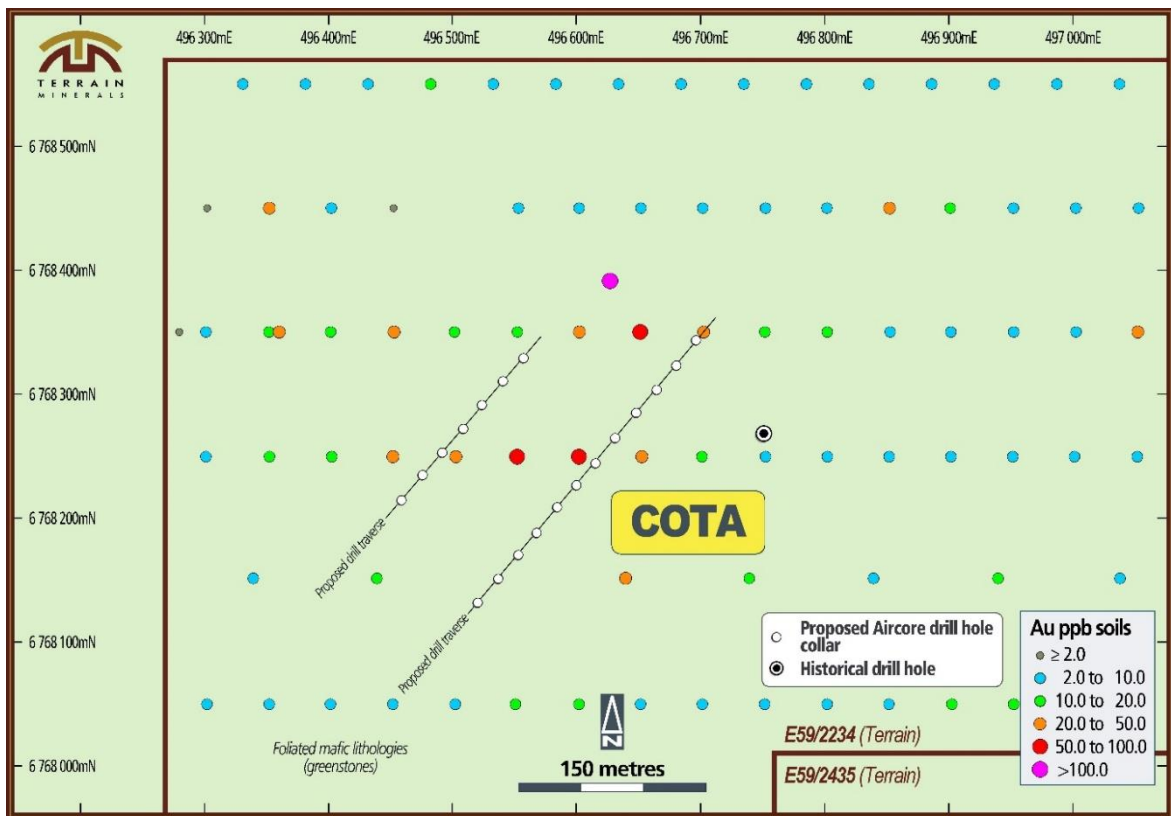 496 300mE 496 400mE 496 500mE 496 600mE 496 700mE 496 800mE 496 900mE 497 000mE
TERRAIN
MINERALS
6 768 500mN
6 768 400mN
6 768 300mN
6 768 200mN
6 768 100mN
6 768 000mN
Proposed drill traverse
Proposed drill traverse
COTA
Proposed Aircore drill hole
collar
Historical drill hole
Au ppb soils
≥ 2.0
2.0 to 10.0
10.0 to 20.0
20.0 to 50.0
50.0 to 100.0
>100.0
Foliated mafic lithologies
(greenstones)
N
150 metres
E59/2234 (Terrain)
E59/2435 (Terrain)